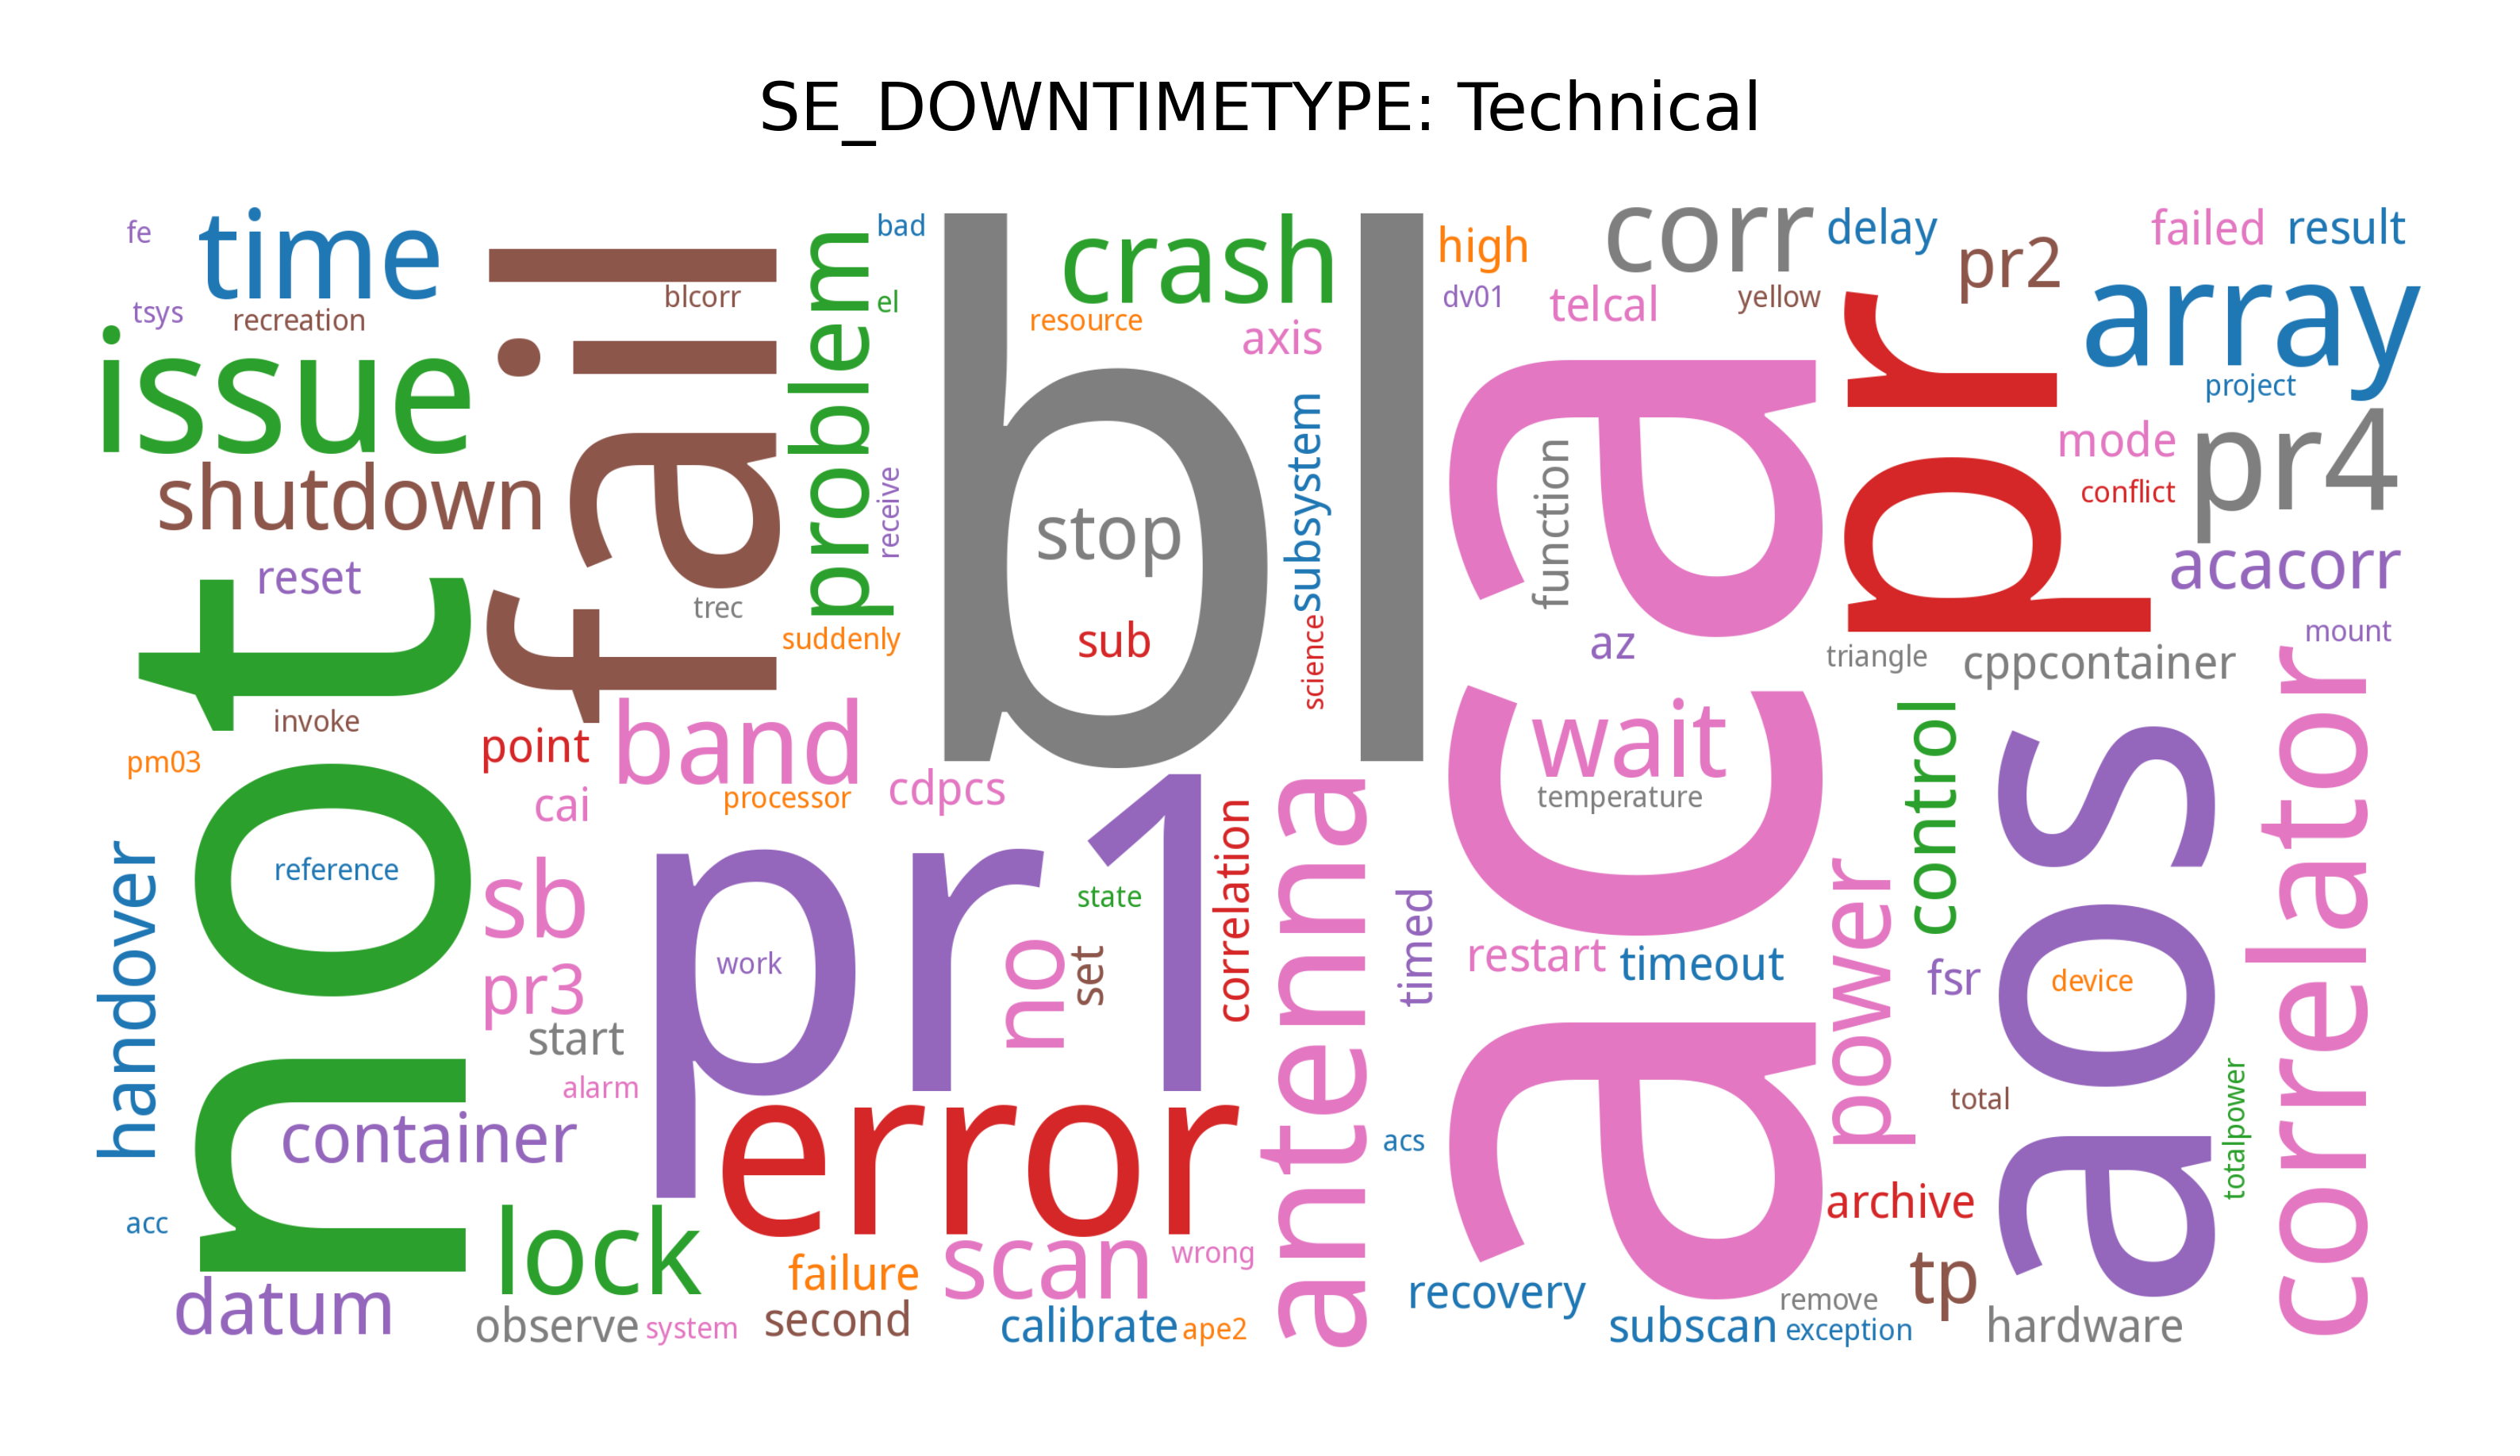 SE_DOWNTIMETYPE: Technical
fe
time
tsys
recreation
issue
shutdown
reset
not
invoke
pm03
reference
handover
container
acc
datum
fail
blcorr
problem
bad
el
receive
trec
suddenly
point
band
cai
processor
cdpcs
sb
pr3
start
alarm
lock
observe
system
bl
crash
resource
axis
stop
sub
subsystem
science
pr1
work
state
no
set
correlation
error
failure
second
scan
wrong
calibrate
ape2
antenna
timed
acs
high
dv01
telcal
corr
yellow
delay
pr2
failed
result
array
project
aca
function
az
wait
temperature
restart
timeout
recovery
subscan
remove
exception
pr
mode
conflict
pr4
acacorr
mount
triangle
cppcontainer
control
power
fsr
aos
device
total
totalpower
correlator
archive
tp
hardware